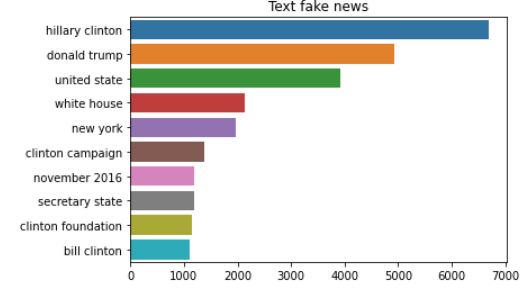 Text fake news
hillary clinton
donald trump
united state
white house
new york
clinton campaign
november 2016
secretary state
clinton foundation
bill clinton
0 1000 2000 3000 4000 5000 6000 7000